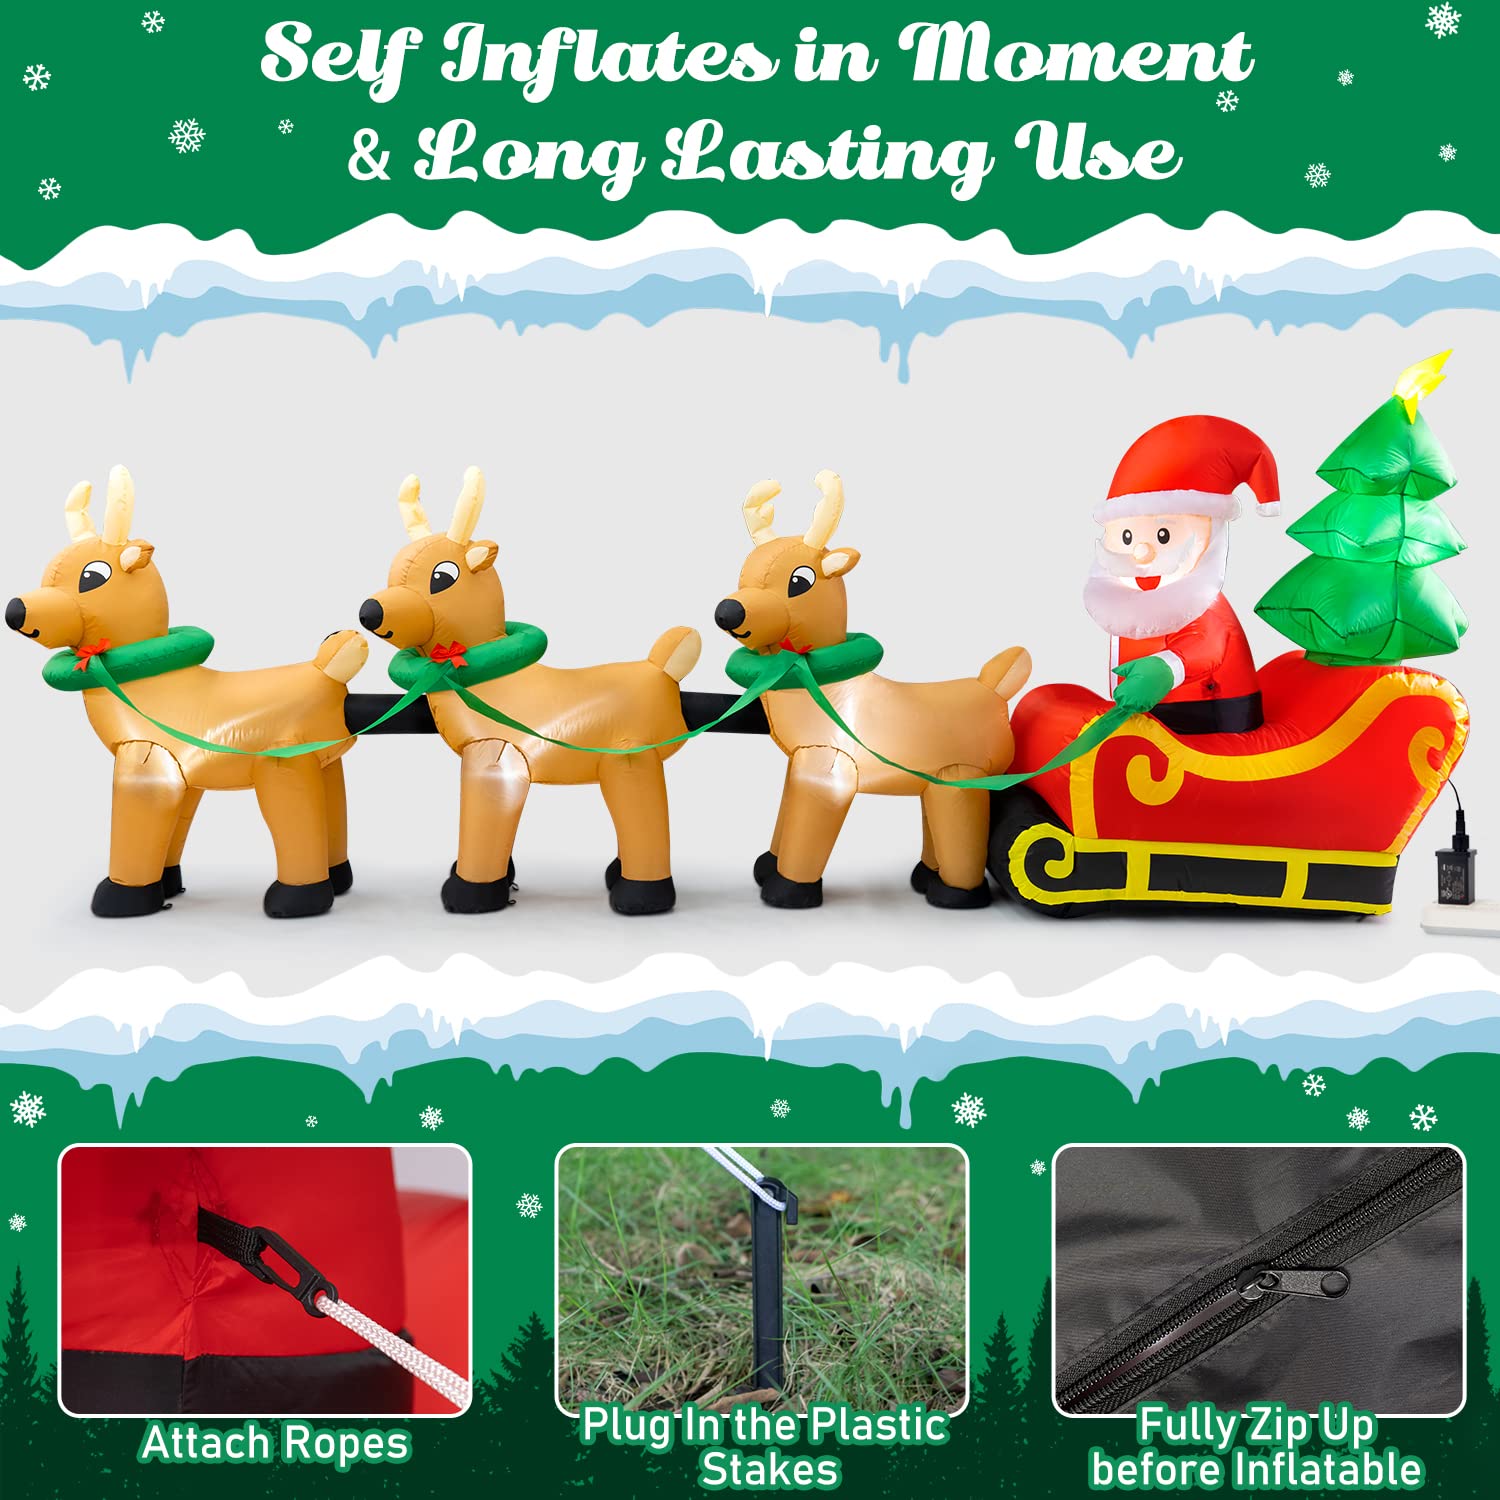 Self Inflates in Moment
& Long Lasting Use
Attach Ropes
Plug In the Plastic
Stakes
Fully Zip Up
before Inflatable